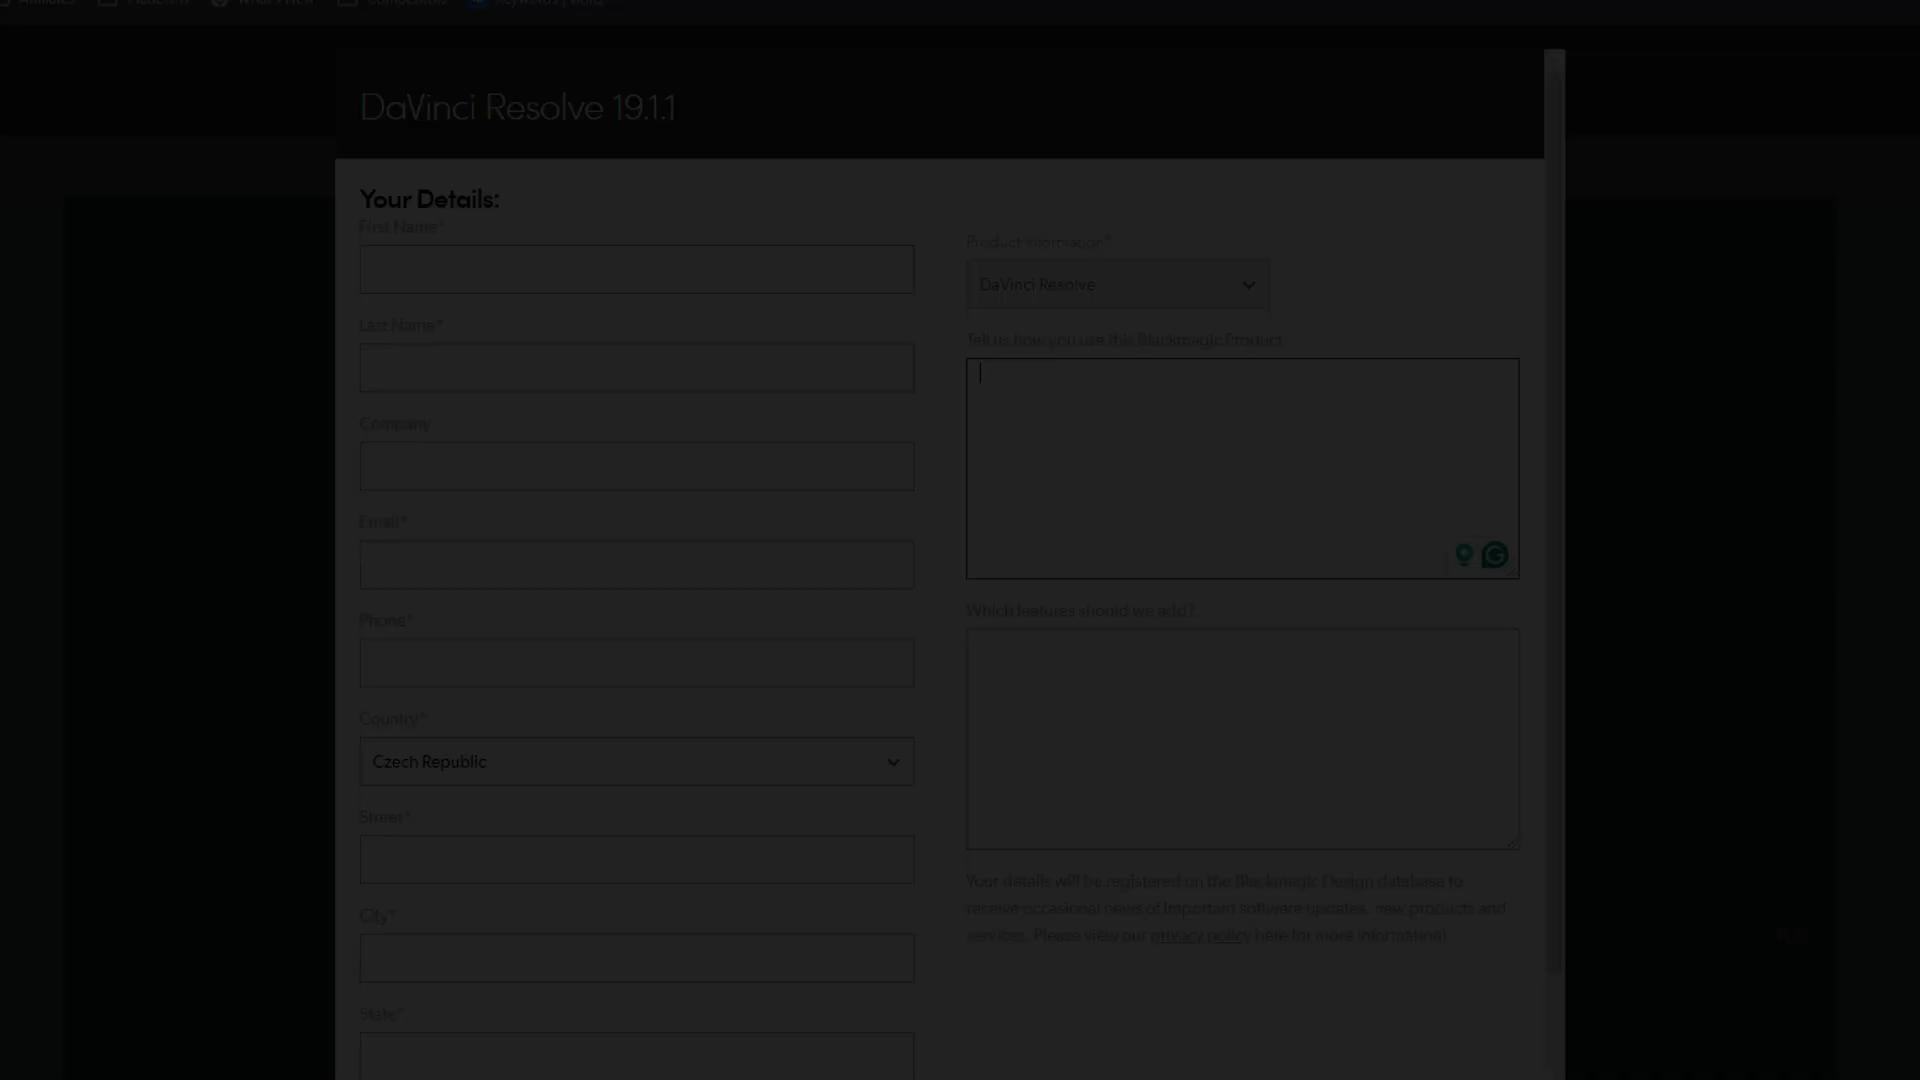 DaVinci Resolve 19.1.1
Your Details:
First Name*
Last Name*
Company
Email*
Phone*
Country*
Czech Republic
Street*
City*
State*
Product Information*
DaVinci Resolve
Tell us how you use this Blackmagic Product
Which features should we add?
Your details will be registered on the Blackmagic Design database to
receive occasional news of important software updates, new products and
services. Please view our privacy policy here for more information!